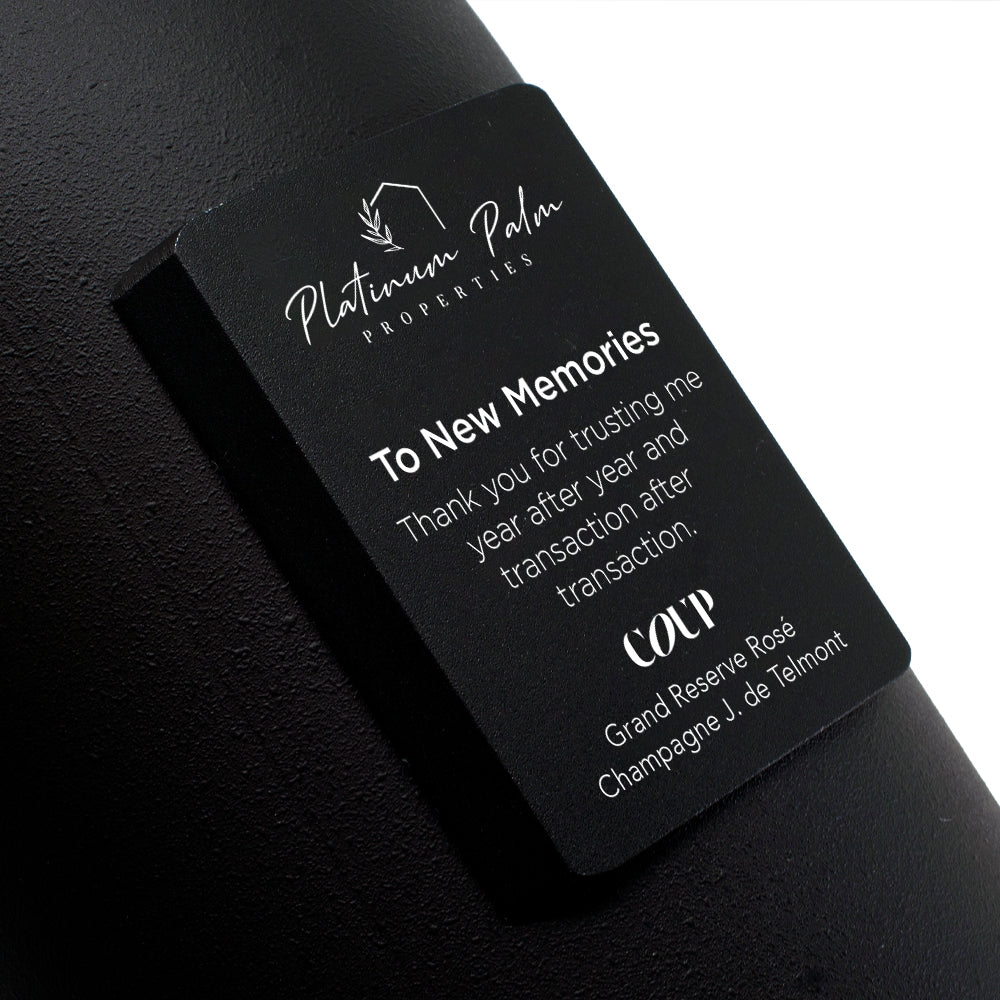 Platinum Palm
PROPERTIES
To New Memories
Thank you for trusting me
year after year and
transaction after
transaction.
COUP
Grand Reserve Rosé
Champagne J. de Telmont